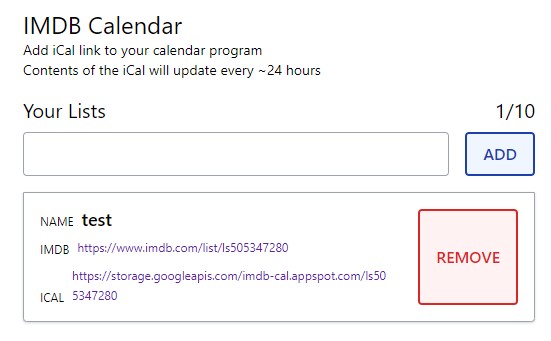 IMDB Calendar
Add iCal link to your calendar program
Contents of the iCal will update every ~24 hours
Your Lists 1/10
ADD
NAME test
IMDB https://www.imdb.com/list/ls505347280
REMOVE
https://storage.googleapis.com/imdb-cal.appspot.com/ls50
ICAL 5347280